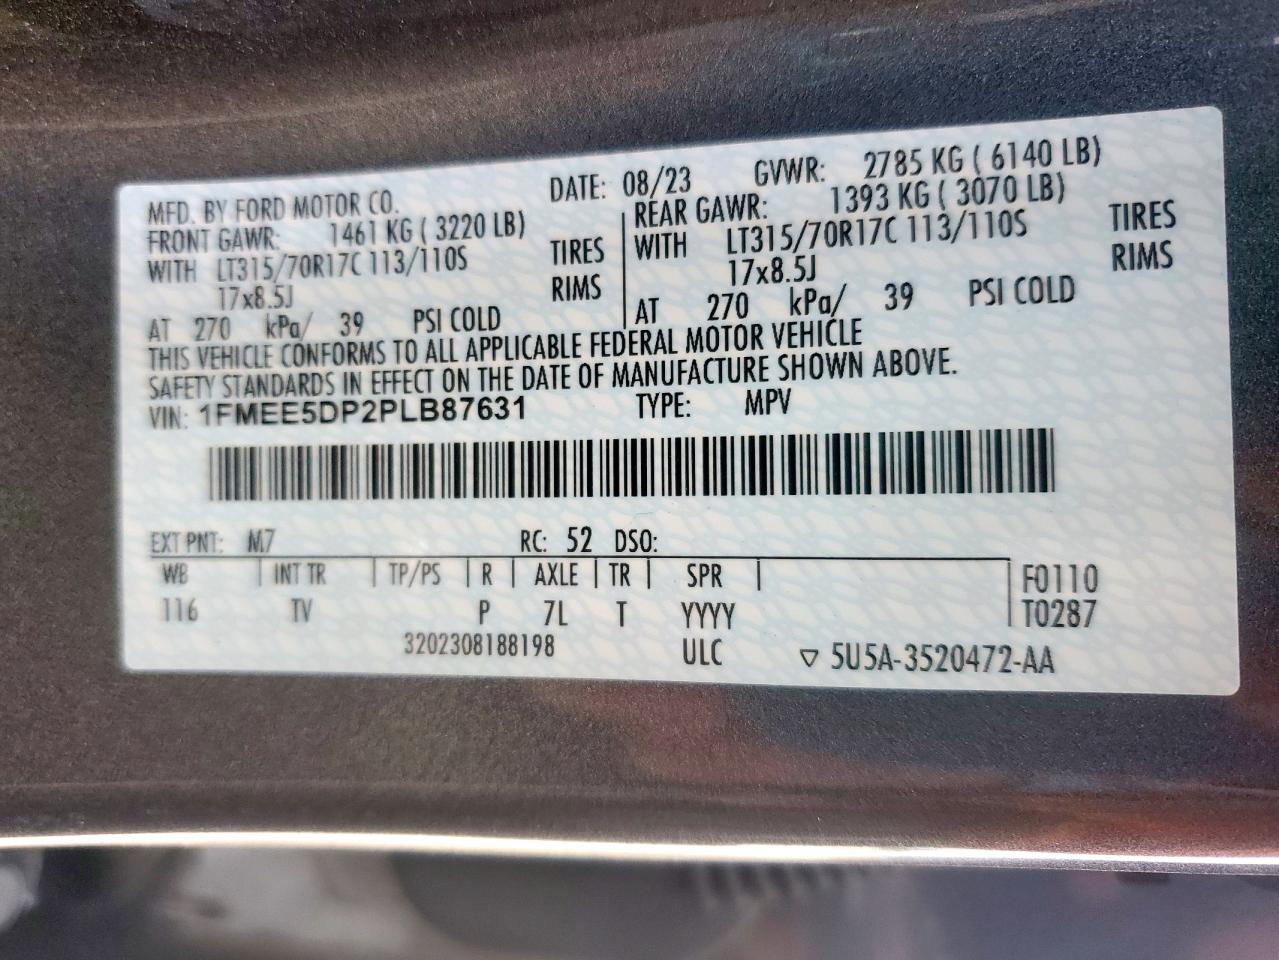 MFD. BY FORD MOTOR CO. DATE: 08/23 GVWR: 2785 KG ( 6140 LB)
FRONT GAWR: 1461 KG ( 3220 LB) REAR GAWR: 1393 KG ( 3070 LB)
WITH LT315/70R17C 113/110S TIRES WITH LT315/70R17C 113/110S TIRES
17x8.5J RIMS 17x8.5J RIMS
AT 270 kPa/ 39 PSI COLD AT 270 kPa/ 39 PSI COLD
THIS VEHICLE CONFORMS TO ALL APPLICABLE FEDERAL MOTOR VEHICLE
SAFETY STANDARDS IN EFFECT ON THE DATE OF MANUFACTURE SHOWN ABOVE.
VIN: 1FMEE5DP2PLB87631 TYPE: MPV
EXT PNT: M7 RC: 52 DSO:
WB INT TR TP/PS R AXLE TR SPR F0110
116 TV P 7L T YYYY T0287
3202308188198 ULC ▽ 5U5A-3520472-AA